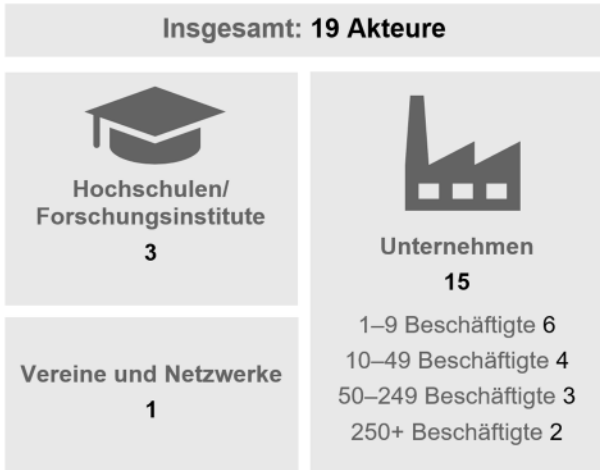 Insgesamt: 19 Akteure
Hochschulen/
Forschungsinstitute
3
Vereine und Netzwerke
1
Unternehmen
15
1–9 Beschäftigte 6
10–49 Beschäftigte 4
50–249 Beschäftigte 3
250+ Beschäftigte 2